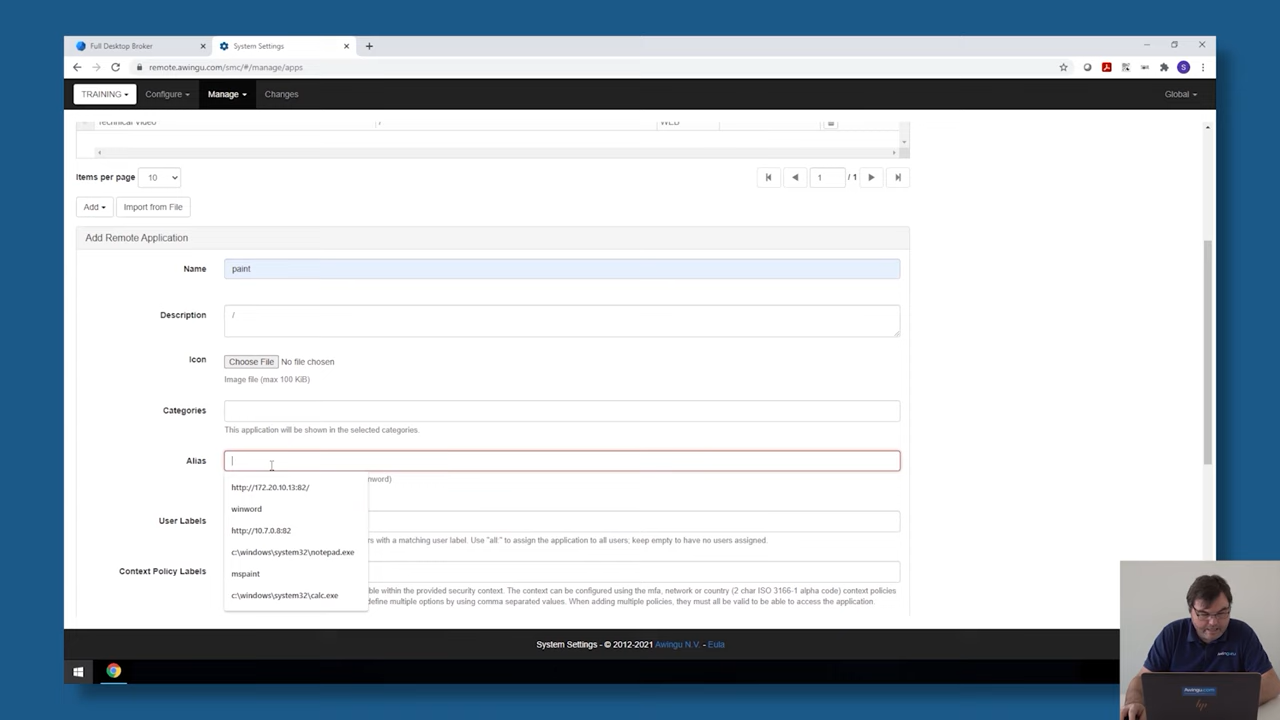 Full Desktop Broker
System Settings
remote.awingu.com/smc/#/manage/apps
TRAINING
Configure
Manage
Changes
Global
Technical Video
/
WEB
Items per page
10
1
/ 1
Add
Import from File
Add Remote Application
Name
paint
Description
/
Icon
Choose File
No file chosen
Image file (max 100 KiB)
Categories
This application will be shown in the selected categories.
Alias
nword)
http://172.20.10.13:82/
winword
http://10.7.0.8:82
c:\windows\system32\notepad.exe
mspaint
c:\windows\system32\calc.exe
User Labels
rs with a matching user label. Use "all:" to assign the application to all users; keep empty to have no users assigned.
Context Policy Labels
ble within the provided security context. The context can be configured using the mfa, network or country (2 char ISO 3166-1 alpha code) context policies
define multiple options by using comma separated values. When adding multiple policies, they must all be valid to be able to access the application.
System Settings - © 2012-2021 Awingu N.V. - Eula
Awingu.com